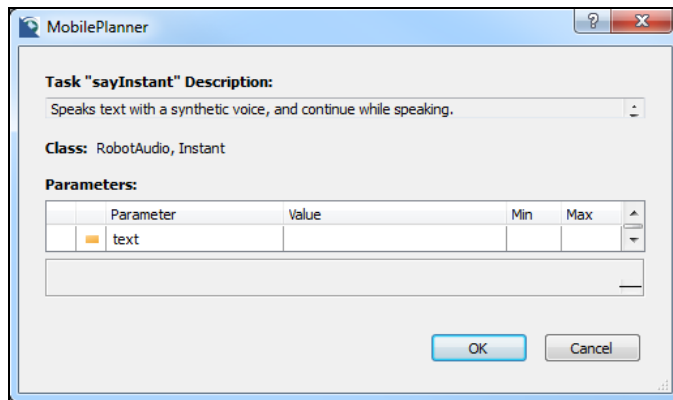 MobilePlanner
Task "sayInstant" Description:
Speaks text with a synthetic voice, and continue while speaking.
Class: RobotAudio, Instant
Parameters:
Parameter Value Min Max
text
OK Cancel